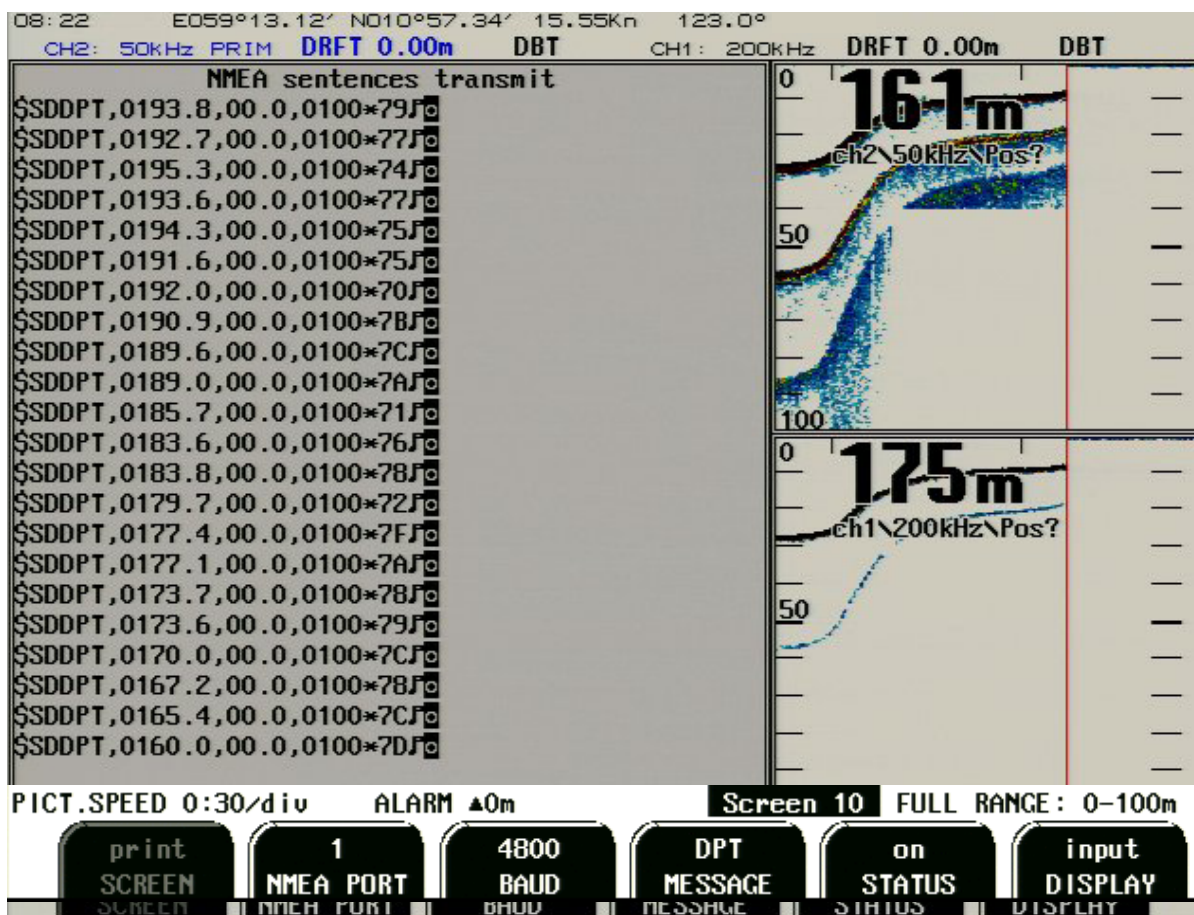 08:22 E059°13.12′ N010°57.34′ 15.55Kn 123.0°
CH2: 50KHz PRIM DRFT 0.00m DBT CH1: 200KHz DRFT 0.00m DBT
NMEA sentences transmit
$SDDPT,0193.8,00.0,0100*79
$SDDPT,0192.7,00.0,0100*77
$SDDPT,0195.3,00.0,0100*74
$SDDPT,0193.6,00.0,0100*77
$SDDPT,0194.3,00.0,0100*75
$SDDPT,0191.6,00.0,0100*75
$SDDPT,0192.0,00.0,0100*70
$SDDPT,0190.9,00.0,0100*7B
$SDDPT,0189.6,00.0,0100*7C
$SDDPT,0189.0,00.0,0100*7A
$SDDPT,0185.7,00.0,0100*71
$SDDPT,0183.6,00.0,0100*76
$SDDPT,0183.8,00.0,0100*78
$SDDPT,0179.7,00.0,0100*72
$SDDPT,0177.4,00.0,0100*7F
$SDDPT,0177.1,00.0,0100*7A
$SDDPT,0173.7,00.0,0100*78
$SDDPT,0173.6,00.0,0100*79
$SDDPT,0170.0,00.0,0100*7C
$SDDPT,0167.2,00.0,0100*78
$SDDPT,0165.4,00.0,0100*7C
$SDDPT,0160.0,00.0,0100*7D
0
161m
ch2\50kHz\Pos?
50
100
0
175m
ch1\200kHz\Pos?
50
PICT.SPEED 0:30/div ALARM ▲0m Screen 10 FULL RANGE: 0-100m
print 1 4800 DPT on input
SCREEN NMEA PORT BAUD MESSAGE STATUS DISPLAY
SCREEN NMEA PORT BAUD MESSAGE STATUS DISPLAY